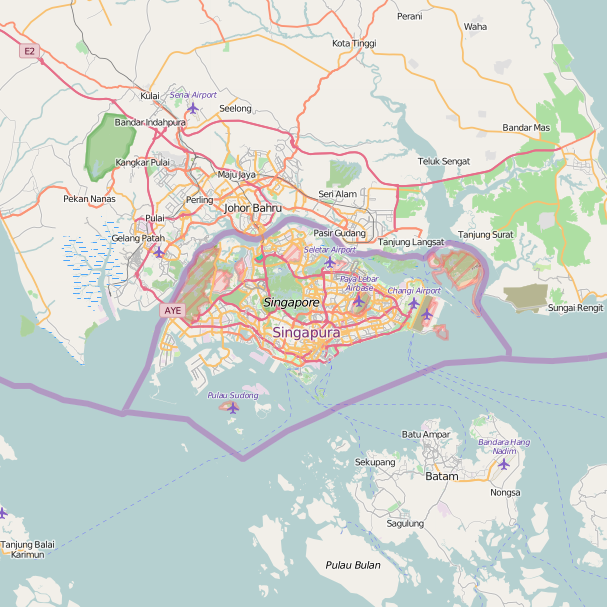 Perani
Waha
Kota Tinggi
E2
Kulai
Senai Airport
Seelong
Bandar Indahpura
Bandar Mas
Kangkar Pulai
Teluk Sengat
Maju Jaya
Seri Alam
Pekan Nanas
Perling
Johor Bahru
Pulai
Pasir Gudang
Gelang Patah
Tanjung Langsat
Tanjung Surat
Seletar Airport
Paya Lebar
Airbase
Changi Airport
Singapore
AYE
Sungai Rengit
Singapura
Pulau Sudong
Batu Ampar
Bandara Hang
Nadim
Sekupang
Batam
Nongsa
Sagulung
Tanjung Balai
Karimun
Pulau Bulan